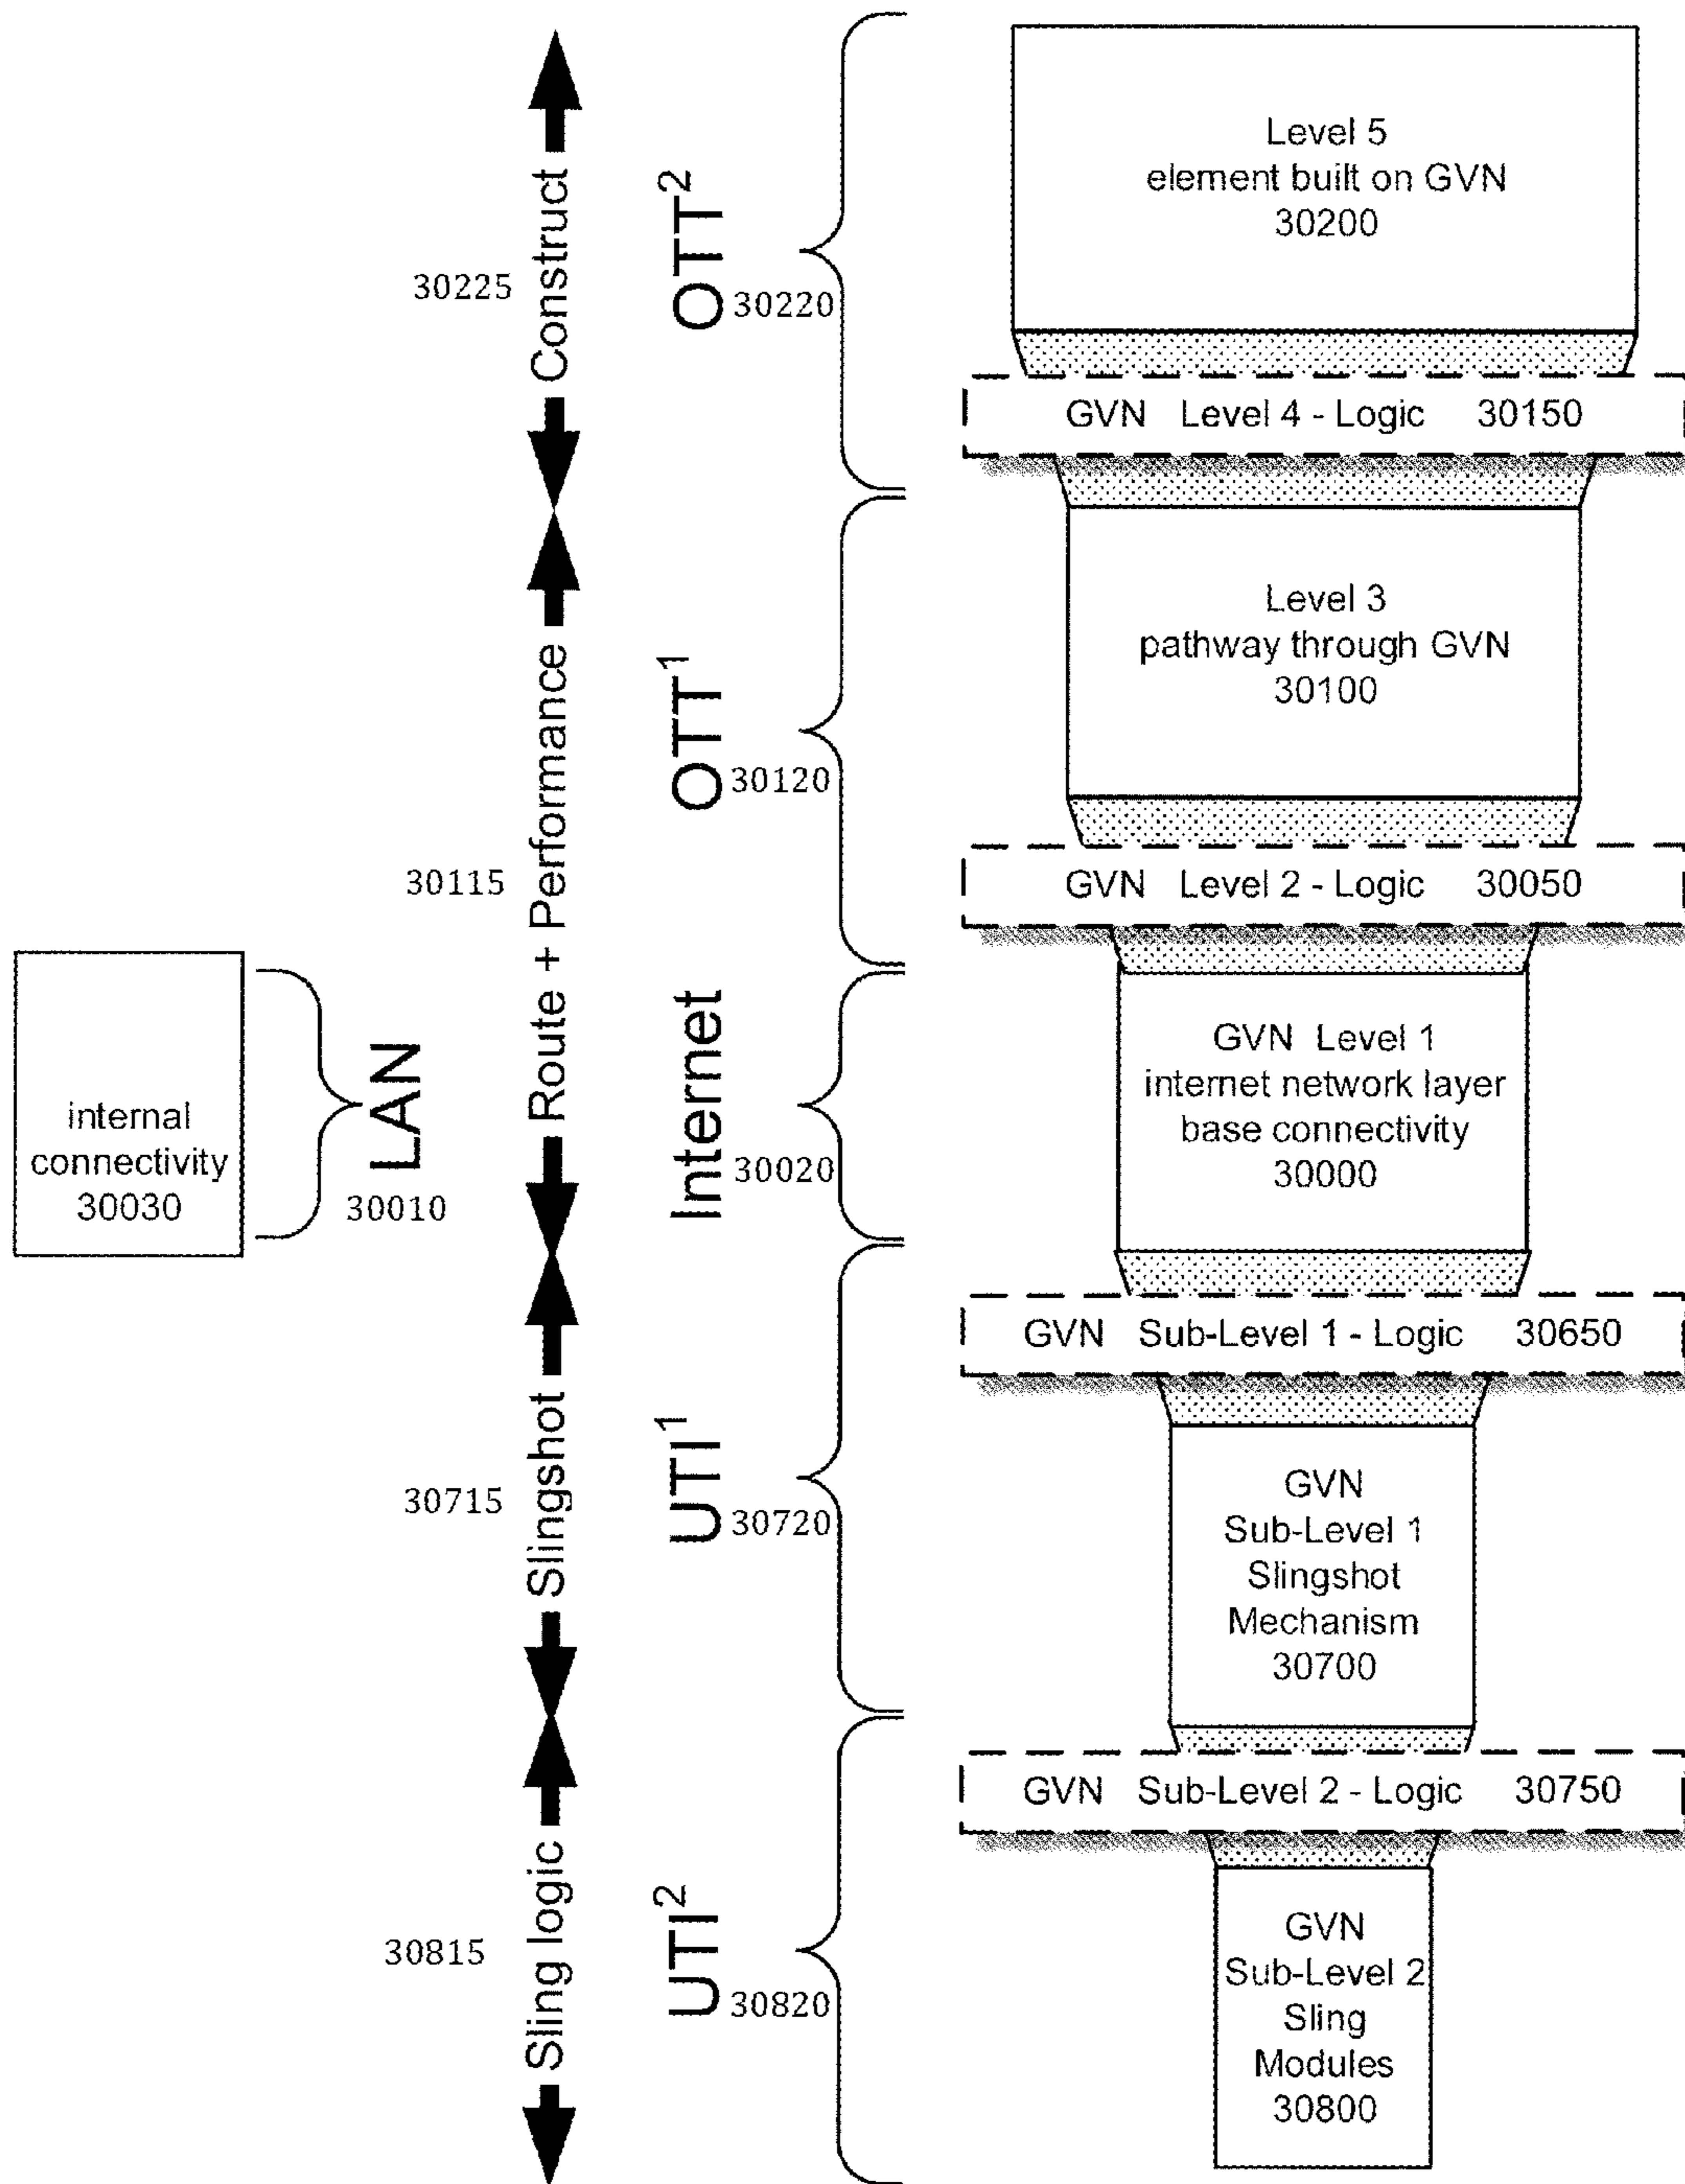 Level 5
element built on GVN
30200
GVN Level 4 - Logic 30150
Level 3
pathway through GVN
30100
GVN Level 2 - Logic 30050
GVN Level 1
internet network layer
base connectivity
30000
GVN Sub-Level 1 - Logic 30650
GVN
Sub-Level 1
Slingshot
Mechanism
30700
GVN Sub-Level 2 - Logic 30750
GVN
Sub-Level 2
Sling
Modules
30800
OTT²
30220
OTT¹
30120
Internet
30020
UTI¹
30720
UTI²
30820
Construct
30225
Route + Performance
30115
Slingshot
30715
Sling logic
30815
LAN
30010
internal
connectivity
30030